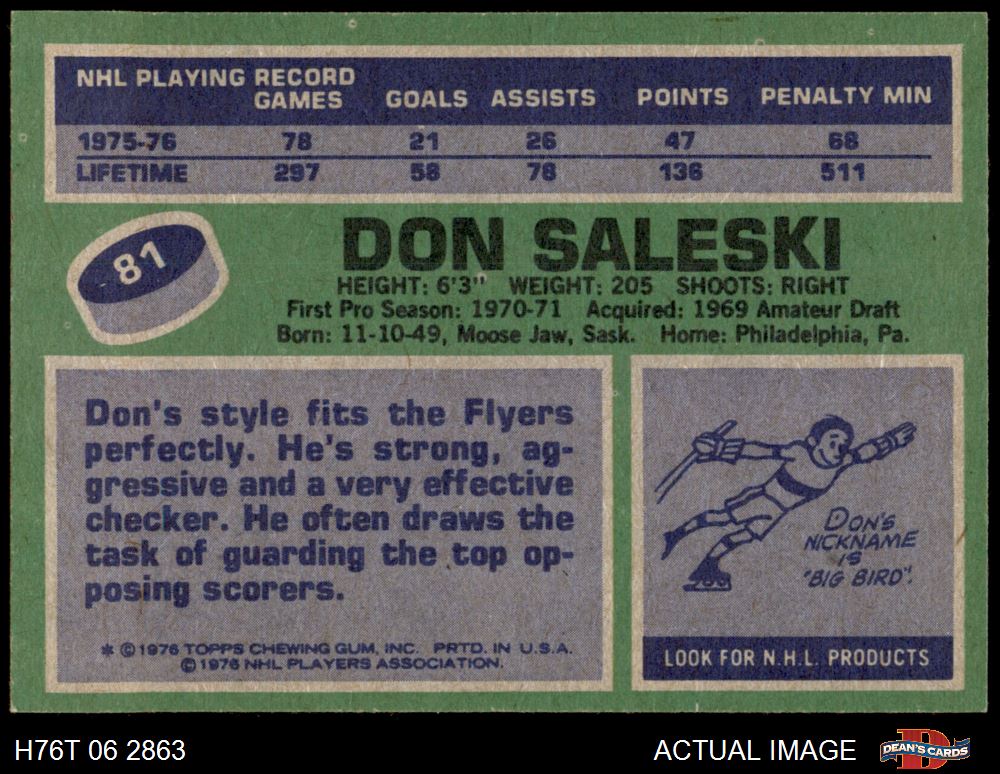 NHL PLAYING RECORD
GAMES GOALS ASSISTS POINTS PENALTY MIN
1975-76 78 21 26 47 68
LIFETIME 297 58 78 136 511
81
DON SALESKI
HEIGHT: 6'3" WEIGHT: 205 SHOOTS: RIGHT
First Pro Season: 1970-71 Acquired: 1969 Amateur Draft
Born: 11-10-49, Moose Jaw, Sask. Home: Philadelphia, Pa.
Don's style fits the Flyers
perfectly. He's strong, ag-
gressive and a very effective
checker. He often draws the
task of guarding the top op-
posing scorers.
* ©1976 TOPPS CHEWING GUM, INC. PRTD. IN U.S.A.
©1976 NHL PLAYERS ASSOCIATION.
DON'S
NICKNAME
IS
"BIG BIRD".
LOOK FOR N.H.L. PRODUCTS
H76T 06 2863 ACTUAL IMAGE
DEAN'S CARDS